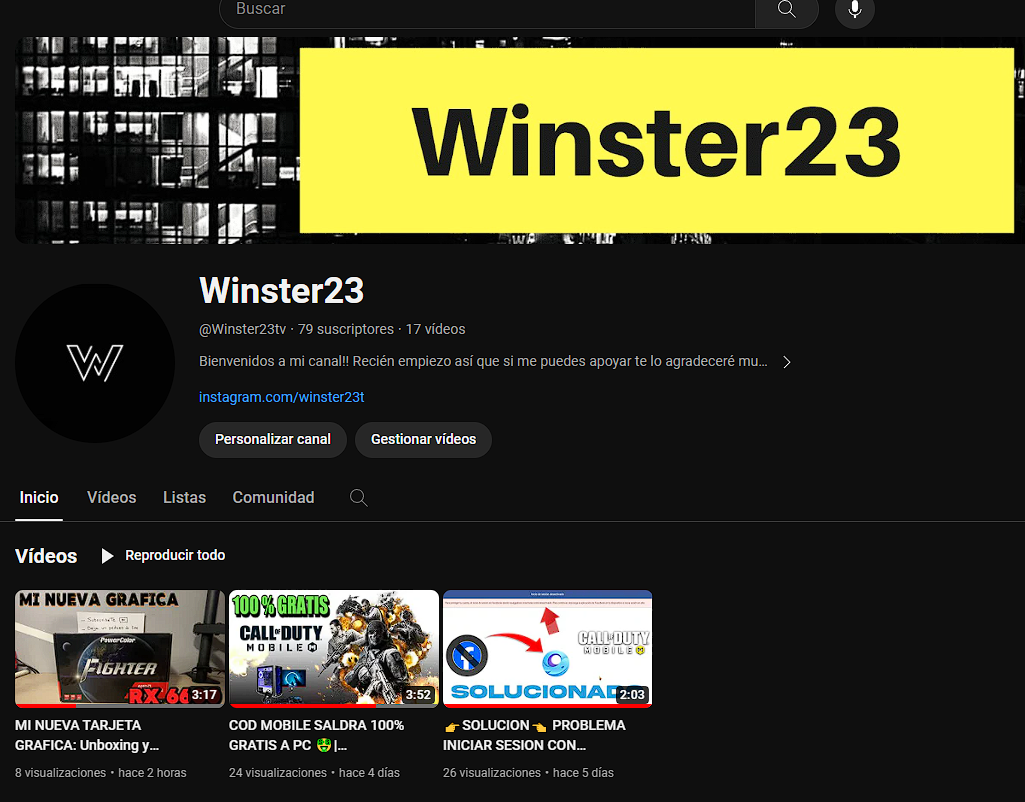 Buscar
Winster23
Winster23
@Winster23tv · 79 suscriptores · 17 vídeos
Bienvenidos a mi canal!! Recién empiezo así que si me puedes apoyar te lo agradeceré mu...
instagram.com/winster23t
Personalizar canal
Gestionar vídeos
Inicio
Vídeos
Listas
Comunidad
Vídeos
Reproducir todo
MI NUEVA GRAFICA
PowerColor
FIGHTER
RX 66
3:17
MI NUEVA TARJETA
GRAFICA: Unboxing y...
8 visualizaciones • hace 2 horas
100% GRATIS
CALL OF DUTY
MOBILE
3:52
COD MOBILE SALDRA 100%
GRATIS A PC 🤑 |...
24 visualizaciones • hace 4 días
CALL OF DUTY
MOBILE
SOLUCIONAD
2:03
👉 SOLUCION 👈 PROBLEMA
INICIAR SESION CON...
26 visualizaciones • hace 5 días